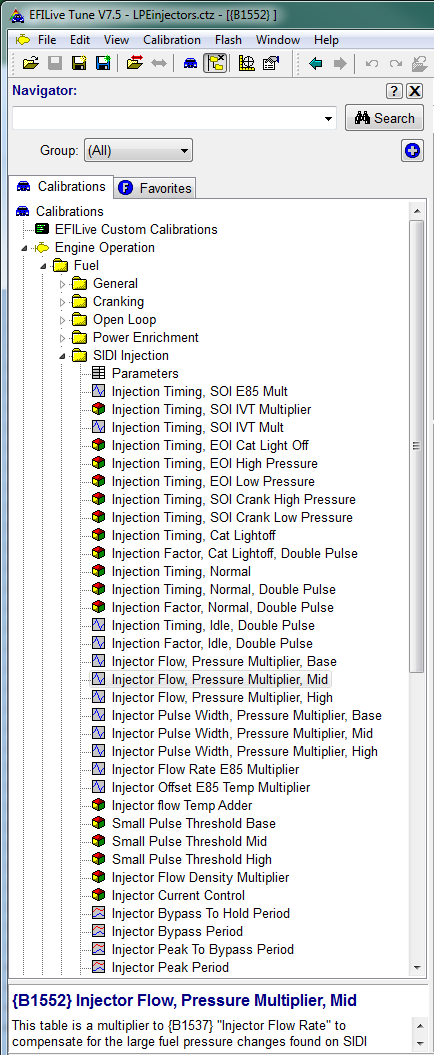 EFILive Tune V7.5 - LPEinjectors.ctz - [{B1552} ]
File Edit View Calibration Flash Window Help
Navigator:
? X
Search
Group: (All)
Calibrations F Favorites
Calibrations
EFILive Custom Calibrations
Engine Operation
Fuel
General
Cranking
Open Loop
Power Enrichment
SIDI Injection
Parameters
Injection Timing, SOI E85 Mult
Injection Timing, SOI IVT Multiplier
Injection Timing, SOI IVT Mult
Injection Timing, EOI Cat Light Off
Injection Timing, EOI High Pressure
Injection Timing, EOI Low Pressure
Injection Timing, SOI Crank High Pressure
Injection Timing, SOI Crank Low Pressure
Injection Timing, Cat Lightoff
Injection Factor, Cat Lightoff, Double Pulse
Injection Timing, Normal
Injection Timing, Normal, Double Pulse
Injection Factor, Normal, Double Pulse
Injection Timing, Idle, Double Pulse
Injection Factor, Idle, Double Pulse
Injector Flow, Pressure Multiplier, Base
Injector Flow, Pressure Multiplier, Mid
Injector Flow, Pressure Multiplier, High
Injector Pulse Width, Pressure Multiplier, Base
Injector Pulse Width, Pressure Multiplier, Mid
Injector Pulse Width, Pressure Multiplier, High
Injector Flow Rate E85 Multiplier
Injector Offset E85 Temp Multiplier
Injector flow Temp Adder
Small Pulse Threshold Base
Small Pulse Threshold Mid
Small Pulse Threshold High
Injector Flow Density Multiplier
Injector Current Control
Injector Bypass To Hold Period
Injector Bypass Period
Injector Peak To Bypass Period
Injector Peak Period
{B1552} Injector Flow, Pressure Multiplier, Mid
This table is a multiplier to {B1537} "Injector Flow Rate" to
compensate for the large fuel pressure changes found on SIDI